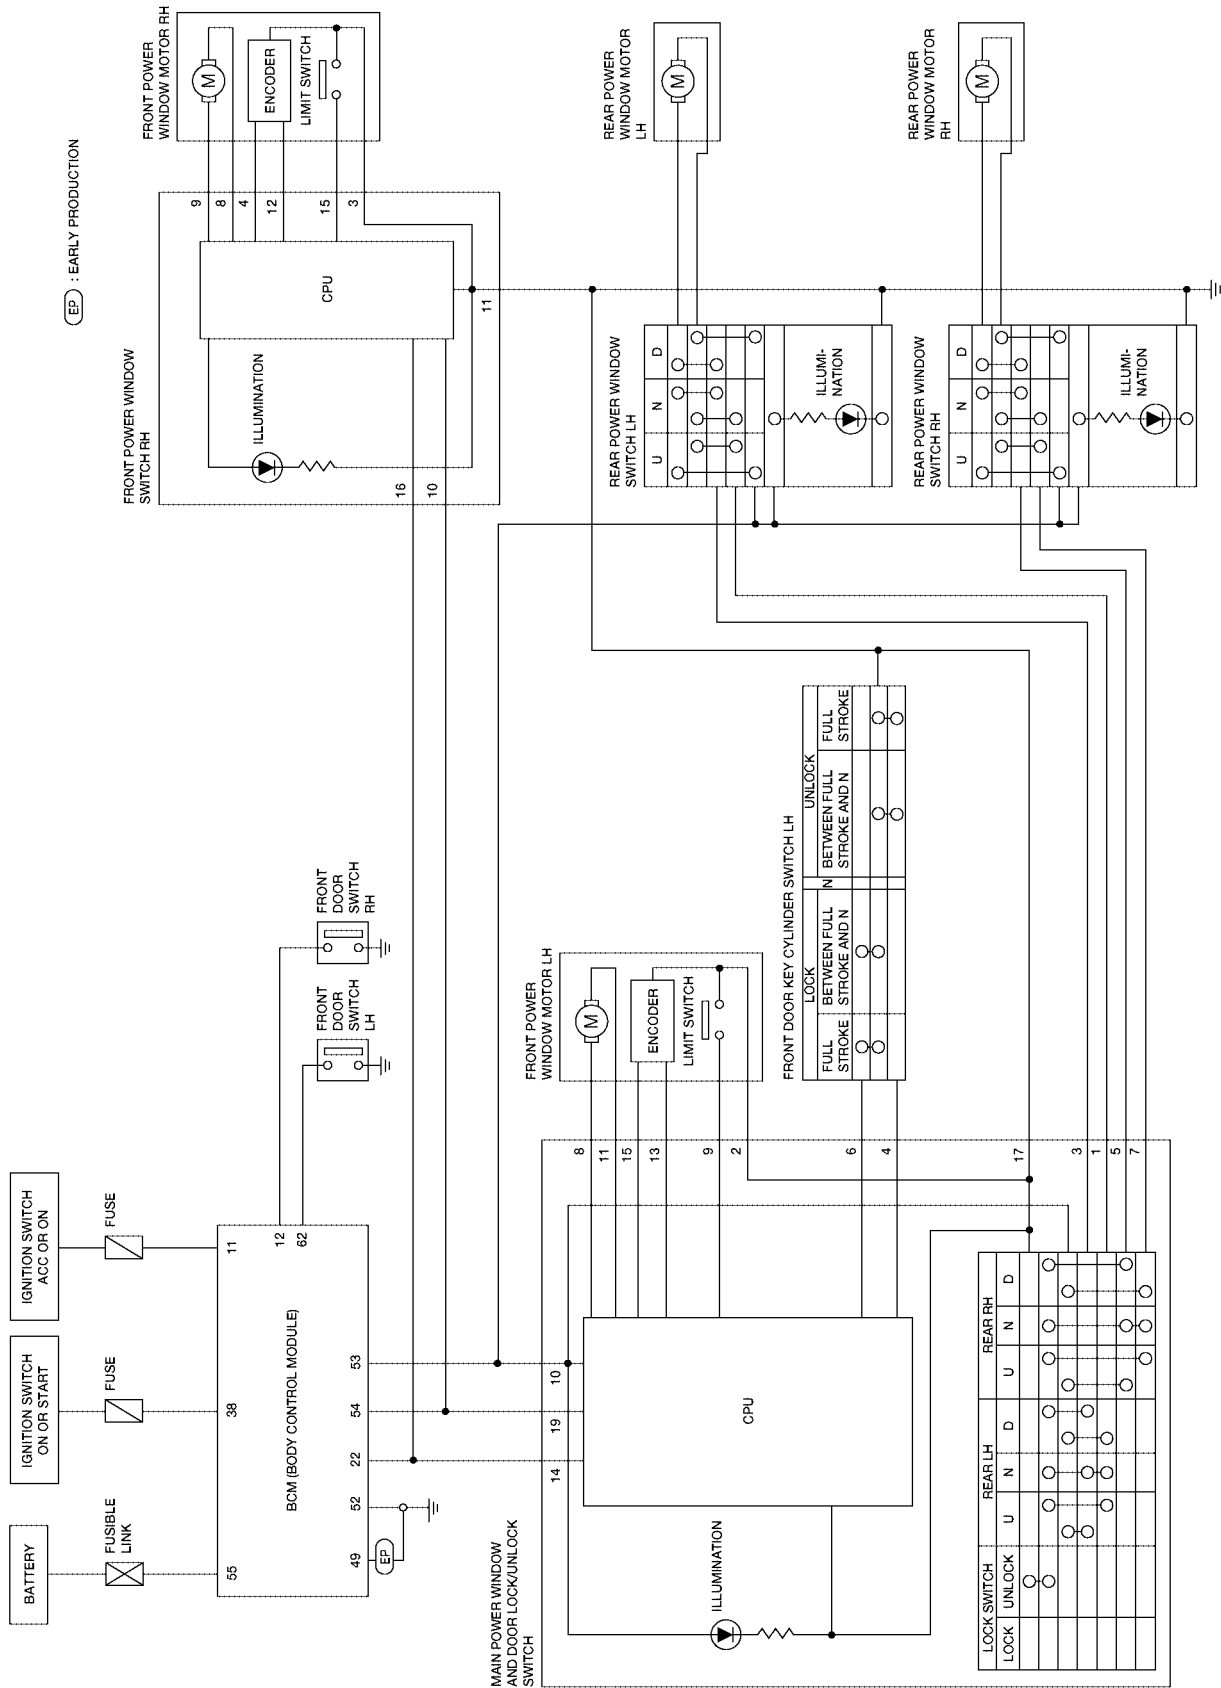 BATTERY
IGNITION SWITCH
ON OR START
IGNITION SWITCH
ACC OR ON
FUSIBLE
LINK
FUSE
FUSE
55
38
11
BCM (BODY CONTROL MODULE)
12
62
49
52
22
54
53
EP
FRONT
DOOR
SWITCH
LH
FRONT
DOOR
SWITCH
RH
EP : EARLY PRODUCTION
FRONT POWER WINDOW
SWITCH RH
ILLUMINATION
CPU
16
10
11
9
8
4
12
15
3
FRONT POWER
WINDOW MOTOR RH
M
ENCODER
LIMIT SWITCH
MAIN POWER WINDOW
AND DOOR LOCK/UNLOCK
SWITCH
14
19
10
ILLUMINATION
CPU
8
11
15
13
9
2
6
4
17
3
1
5
7
FRONT POWER
WINDOW MOTOR LH
M
ENCODER
LIMIT SWITCH
FRONT DOOR KEY CYLINDER SWITCH LH
LOCK
N
UNLOCK
FULL
STROKE
BETWEEN FULL
STROKE AND N
BETWEEN FULL
STROKE AND N
FULL
STROKE
LOCK SWITCH
REAR LH
REAR RH
LOCK
UNLOCK
U
N
D
U
N
D
REAR POWER WINDOW
SWITCH LH
U
N
D
ILLUMI-
NATION
REAR POWER
WINDOW MOTOR
LH
M
REAR POWER WINDOW
SWITCH RH
U
N
D
ILLUMI-
NATION
REAR POWER
WINDOW MOTOR
RH
M